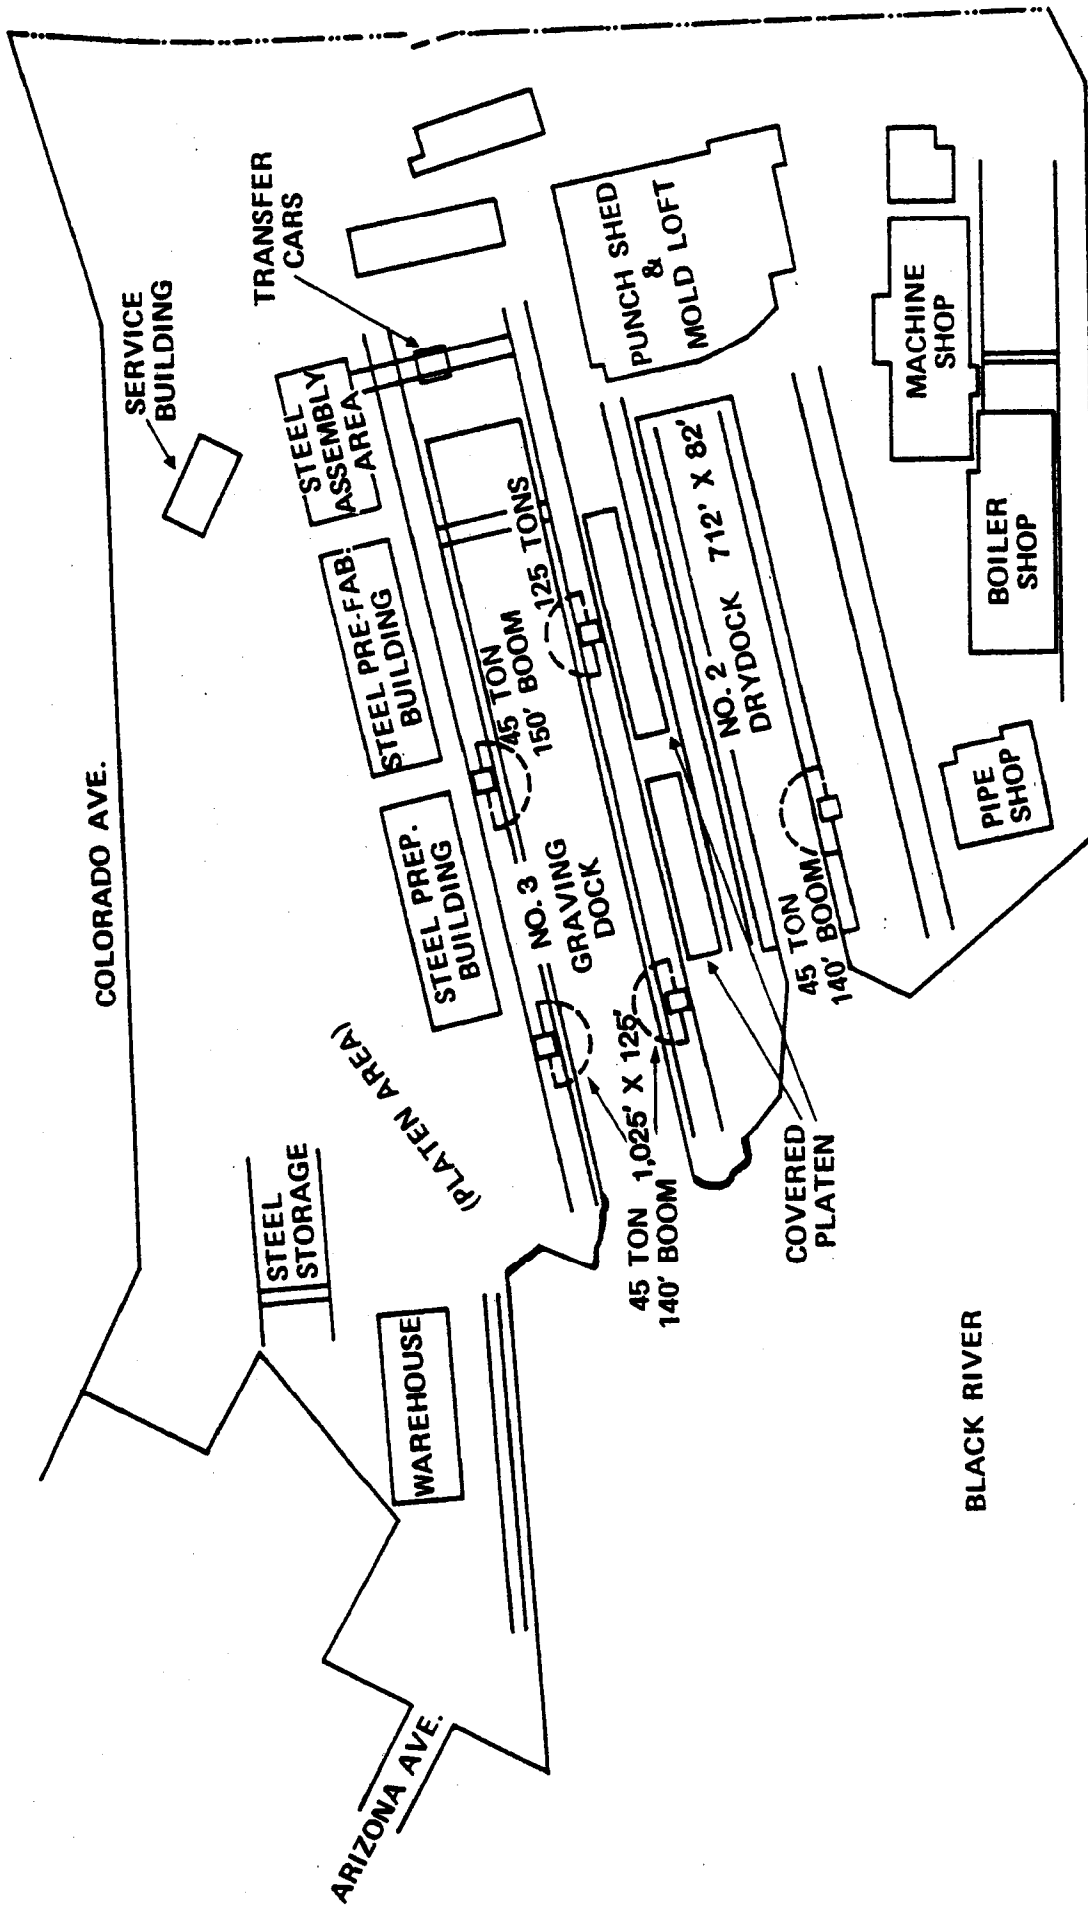 COLORADO AVE.
SERVICE
BUILDING
TRANSFER
CARS
STEEL
ASSEMBLY
AREA
STEEL PRE-FAB.
BUILDING
STEEL PREP.
BUILDING
(PLATEN AREA)
STEEL
STORAGE
WAREHOUSE
ARIZONA AVE.
45 TON
150' BOOM
125 TONS
NO. 3
GRAVING
DOCK
1,025' X 125'
45 TON
140' BOOM
PUNCH SHED
&
MOLD LOFT
NO. 2
DRYDOCK 712' X 82'
45 TON
140' BOOM
COVERED
PLATEN
MACHINE
SHOP
BOILER
SHOP
PIPE
SHOP
BLACK RIVER